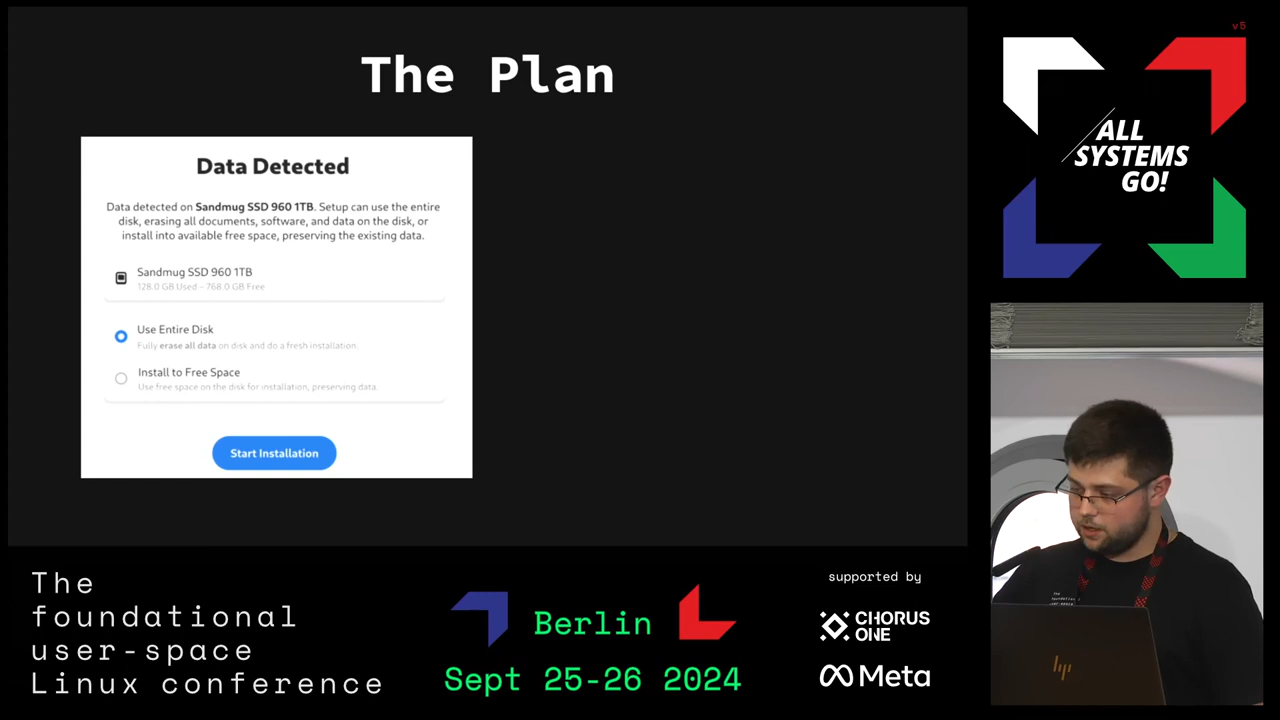 The Plan
Data Detected
Data detected on Sandmug SSD 960 1TB. Setup can use the entire
disk, erasing all documents, software, and data on the disk, or
install into available free space, preserving the existing data.
Sandmug SSD 960 1TB
128.0 GB Used – 768.0 GB Free
Use Entire Disk
Fully erase all data on disk and do a fresh installation.
Install to Free Space
Use free space on the disk for installation, preserving data.
Start Installation
v5
ALL
SYSTEMS
GO!
hp
The
foundational
user-space
Linux conference
Berlin
Sept 25-26 2024
supported by
CHORUS
ONE
Meta